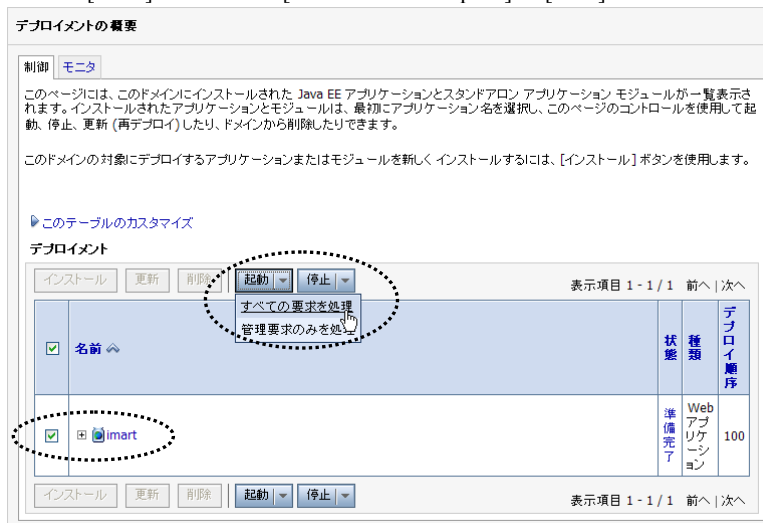 デプロイメントの概要
制御 モニタ
このページには、このドメインにインストールされた Java EE アプリケーションとスタンドアロン アプリケーション モジュールが一覧表示さ
れます。インストールされたアプリケーションとモジュールは、最初にアプリケーション名を選択し、このページのコントロールを使用して起
動、停止、更新 (再デプロイ) したり、ドメインから削除したりできます。
このドメインの対象にデプロイするアプリケーションまたはモジュールを新しくインストールするには、[インストール] ボタンを使用します。
このテーブルのカスタマイズ
デプロイメント
インストール 更新 削除 起動 停止 表示項目 1 - 1 / 1 前へ | 次へ
すべての要求を処理
管理要求のみを処理
名前 状態 種類 デプロイ順序
imart 準備完了 Web アプリケーション 100
インストール 更新 削除 起動 停止 表示項目 1 - 1 / 1 前へ | 次へ